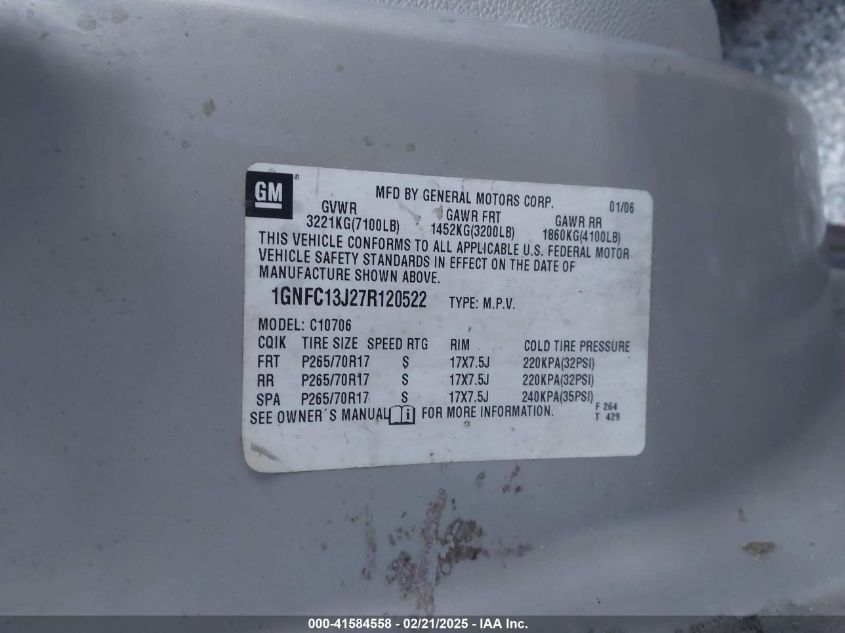 GM
MFD BY GENERAL MOTORS CORP. 01/06
GVWR GAWR FRT GAWR RR
3221KG(7100LB) 1452KG(3200LB) 1860KG(4100LB)
THIS VEHICLE CONFORMS TO ALL APPLICABLE U.S. FEDERAL MOTOR
VEHICLE SAFETY STANDARDS IN EFFECT ON THE DATE OF
MANUFACTURE SHOWN ABOVE.
1GNFC13J27R120522 TYPE: M.P.V.
MODEL: C10706
CQIK TIRE SIZE SPEED RTG RIM COLD TIRE PRESSURE
FRT P265/70R17 S 17X7.5J 220KPA(32PSI)
RR P265/70R17 S 17X7.5J 220KPA(32PSI)
SPA P265/70R17 S 17X7.5J 240KPA(35PSI)
SEE OWNER´S MANUAL FOR MORE INFORMATION. F 264
T 429
000-41584558 / 02/21/2025 - IAA Inc.